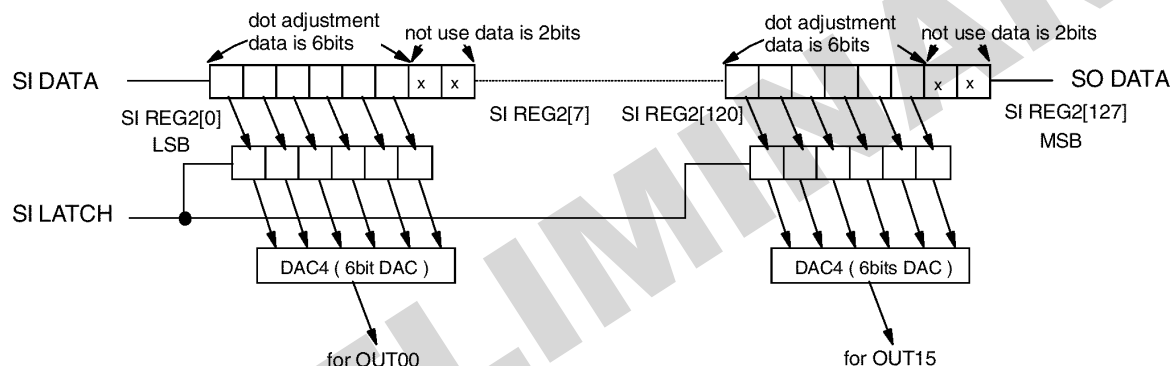 dot adjustment
data is 6bits
not use data is 2bits
dot adjustment
data is 6bits
not use data is 2bits
SI DATA
x
x
x
x
SO DATA
SI REG2[0]
LSB
SI REG2[7]
SI REG2[120]
SI REG2[127]
MSB
SI LATCH
DAC4 ( 6bit DAC )
DAC4 ( 6bits DAC )
for OUT00
for OUT15